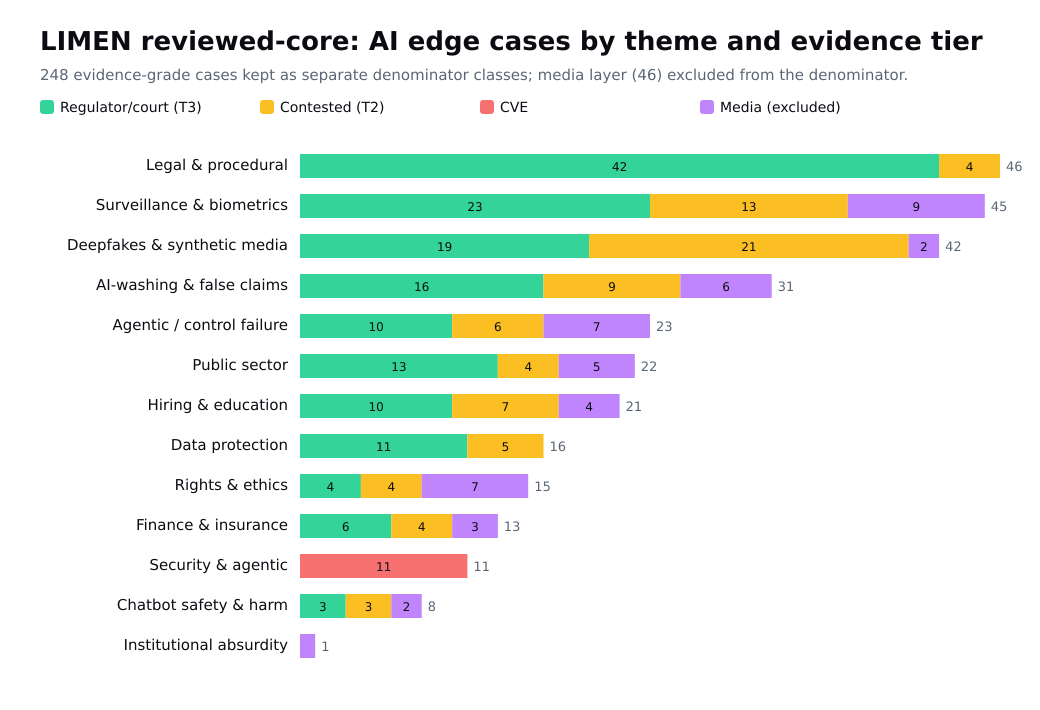 LIMEN reviewed-core: AI edge cases by theme and evidence tier
248 evidence-grade cases kept as separate denominator classes; media layer (46) excluded from the denominator.
Regulator/court (T3) Contested (T2) CVE Media (excluded)
Legal & procedural 42 4 46
Surveillance & biometrics 23 13 9 45
Deepfakes & synthetic media 19 21 2 42
AI-washing & false claims 16 9 6 31
Agentic / control failure 10 6 7 23
Public sector 13 4 5 22
Hiring & education 10 7 4 21
Data protection 11 5 16
Rights & ethics 4 4 7 15
Finance & insurance 6 4 3 13
Security & agentic 11 11
Chatbot safety & harm 3 3 2 8
Institutional absurdity 1